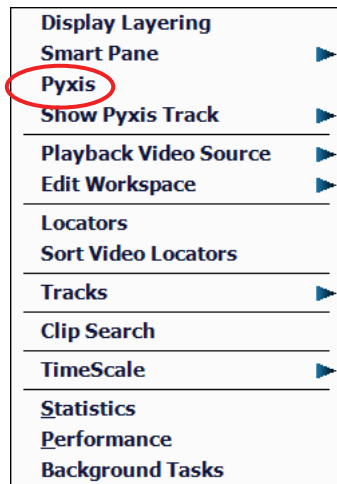 Display Layering
Smart Pane
Pyxis
Show Pyxis Track
Playback Video Source
Edit Workspace
Locators
Sort Video Locators
Tracks
Clip Search
TimeScale
Statistics
Performance
Background Tasks